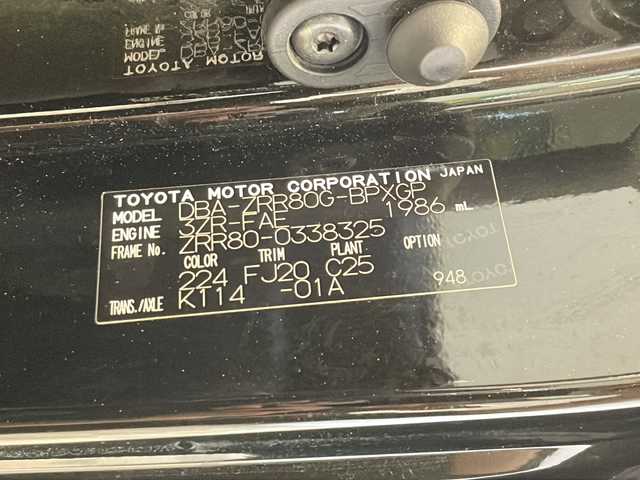 TOYOTA MOTOR CORPORATION JAPAN
MODEL DBA-ZRR80G-BPXGP
ENGINE 3ZR-FAE 1986 mL
FRAME No. ZRR80-0338325
COLOR TRIM PLANT
224 FJ20 C25
TRANS./AXLE K114 -01A 948